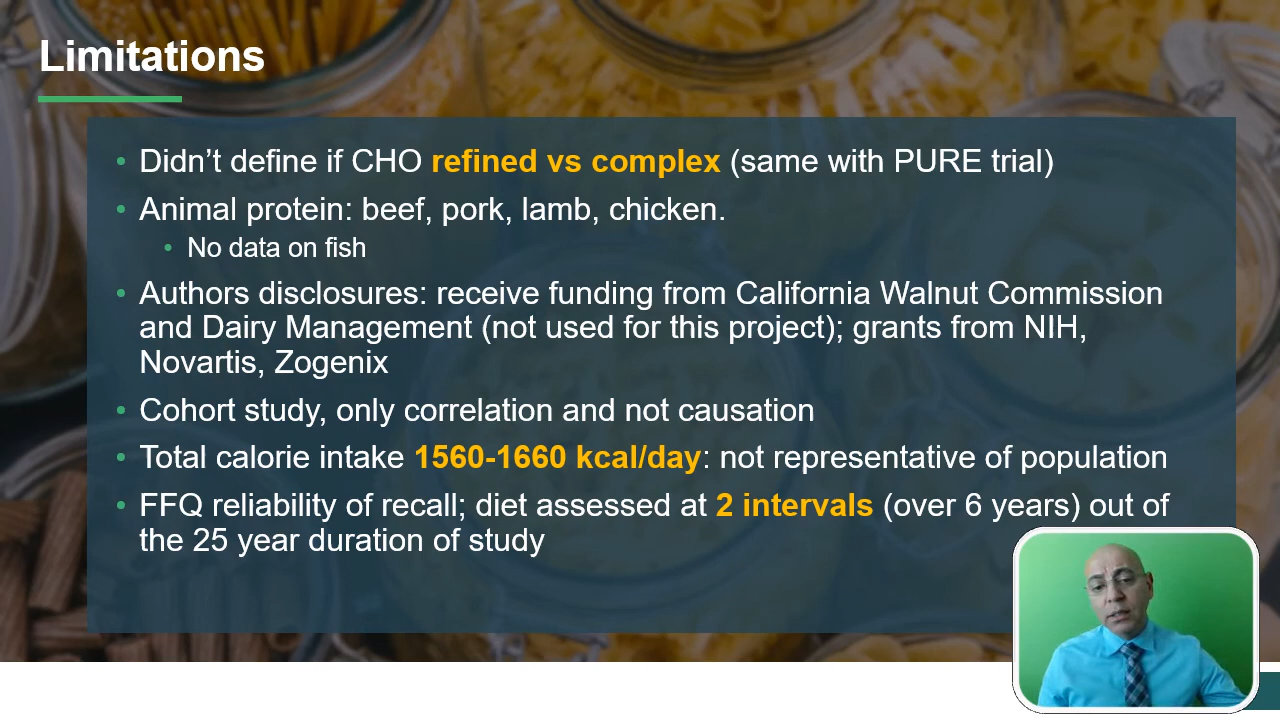 Limitations
• Didn’t define if CHO refined vs complex (same with PURE trial)
• Animal protein: beef, pork, lamb, chicken.
• No data on fish
• Authors disclosures: receive funding from California Walnut Commission
and Dairy Management (not used for this project); grants from NIH,
Novartis, Zogenix
• Cohort study, only correlation and not causation
• Total calorie intake 1560-1660 kcal/day: not representative of population
• FFQ reliability of recall; diet assessed at 2 intervals (over 6 years) out of
the 25 year duration of study